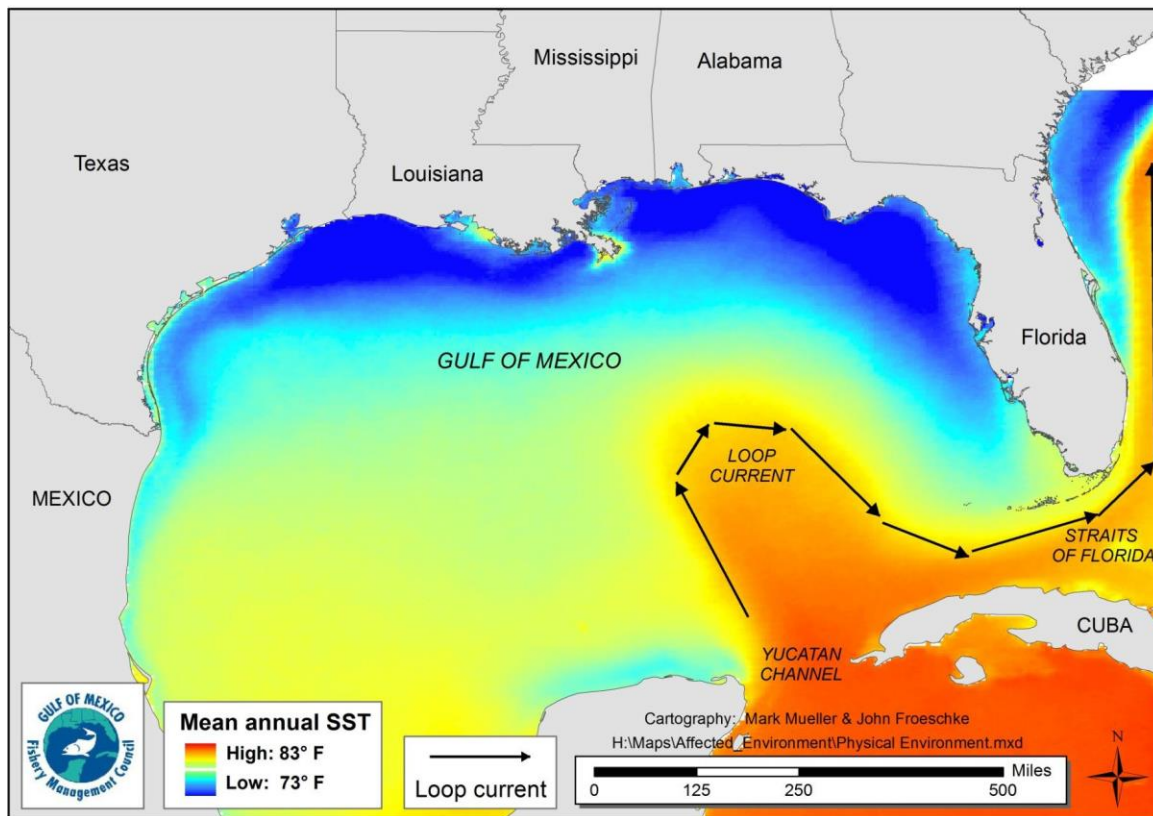 Mississippi
Alabama
Texas
Louisiana
Florida
GULF OF MEXICO
LOOP
CURRENT
MEXICO
STRAITS
OF FLORIDA
CUBA
YUCATAN
CHANNEL
GULF OF MEXICO
Fishery Management Council
Mean annual SST
High: 83° F
Low: 73° F
Loop current
Cartography: Mark Mueller & John Froeschke
H:\Maps\Affected_Environment\Physical Environment.mxd
Miles
0 125 250 500
N